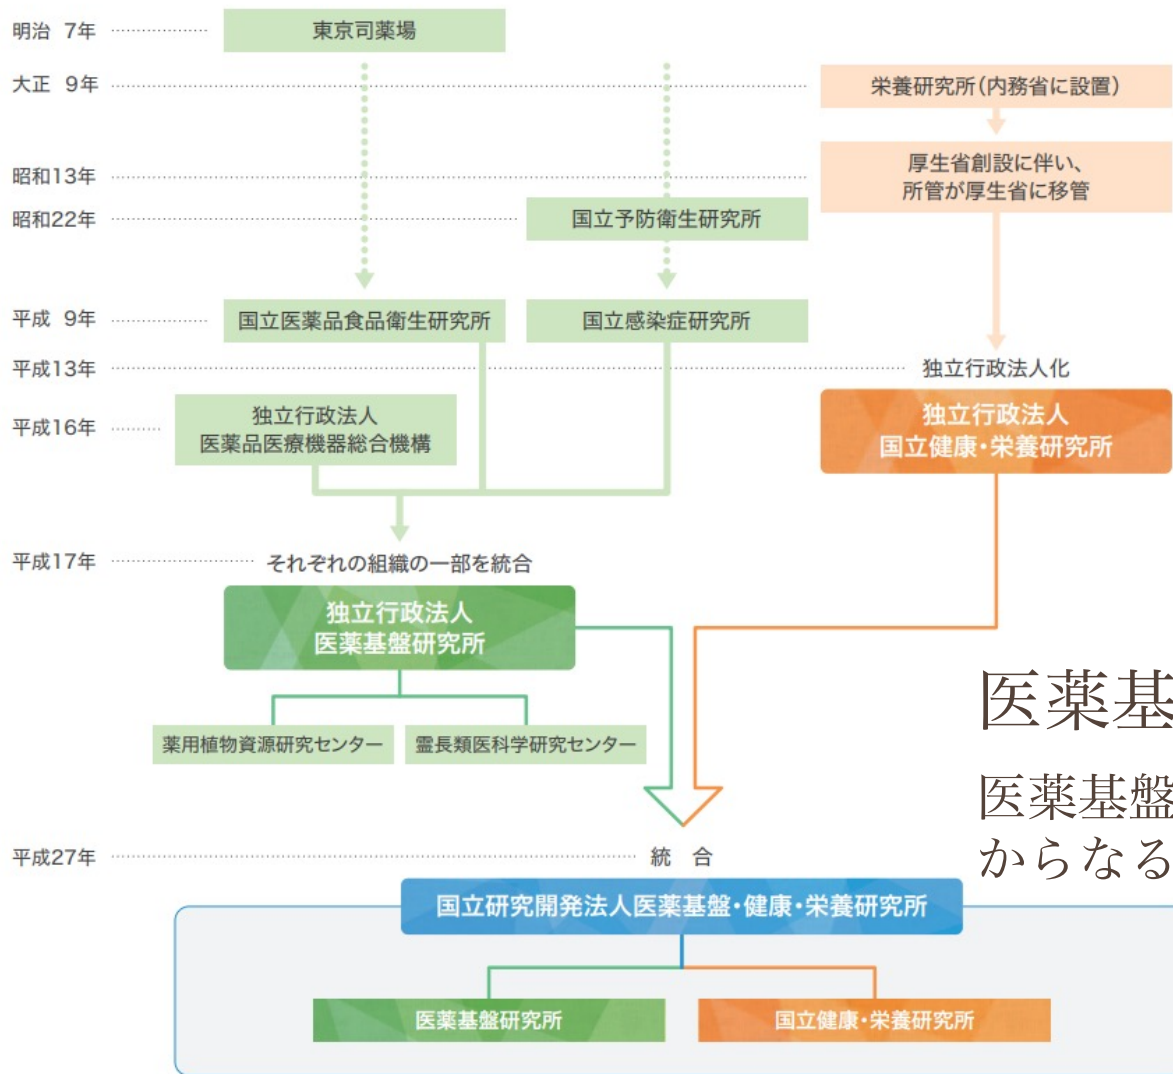 明治 7年
東京司薬場
大正 9年
栄養研究所(内務省に設置)
昭和13年
厚生省創設に伴い、
所管が厚生省に移管
昭和22年
国立予防衛生研究所
平成 9年
国立医薬品食品衛生研究所
国立感染症研究所
平成13年
独立行政法人化
平成16年
独立行政法人
医薬品医療機器総合機構
独立行政法人
国立健康・栄養研究所
平成17年
それぞれの組織の一部を統合
独立行政法人
医薬基盤研究所
薬用植物資源研究センター
霊長類医科学研究センター
医薬基
医薬基盤
からなる
平成27年
統 合
国立研究開発法人医薬基盤・健康・栄養研究所
医薬基盤研究所
国立健康・栄養研究所